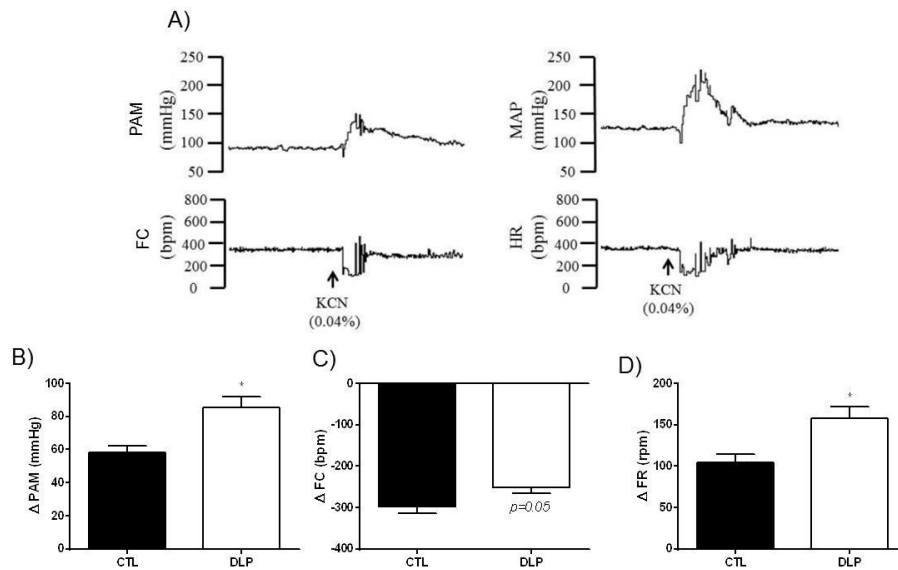 A)
250
200
150
100
50
PAM
(mmHg)
250
200
150
100
50
MAP
(mmHg)
800
600
400
200
0
FC
(bpm)
KCN
(0.04%)
800
600
400
200
0
HR
(bpm)
KCN
(0.04%)
B)
100
80
60
40
20
0
Δ PAM (mmHg)
*
CTL DLP
C)
0
-100
-200
-300
-400
Δ FC (bpm)
p=0.05
CTL DLP
D)
200
150
100
50
0
Δ FR (rpm)
*
CTL DLP